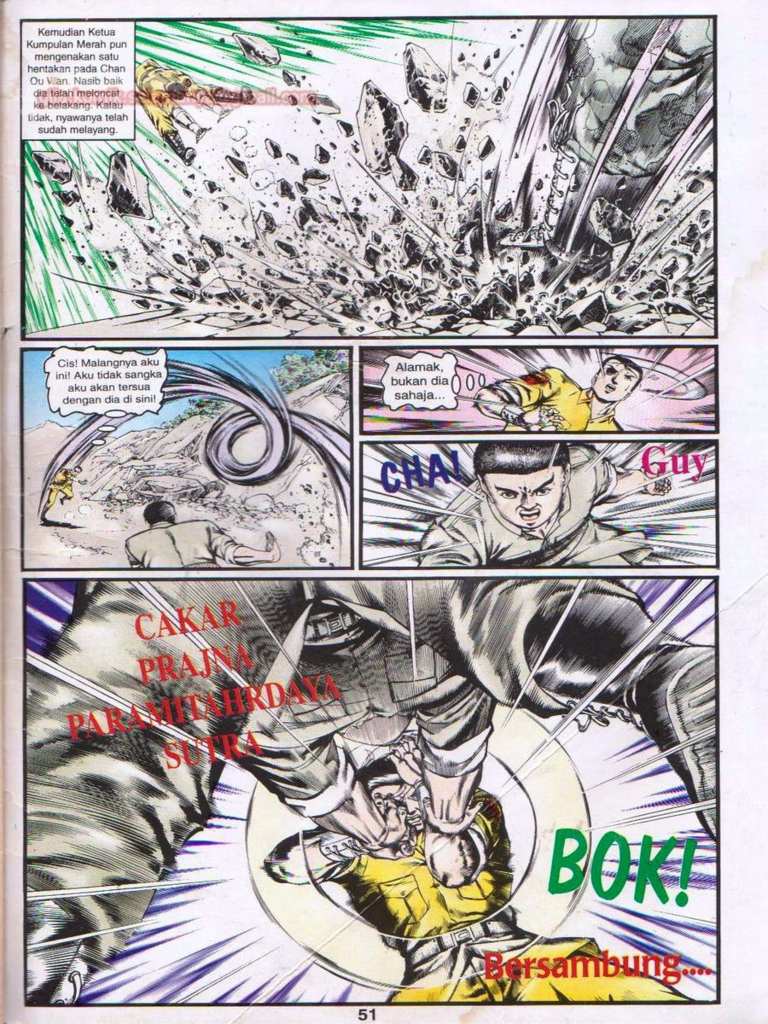 Kemudian Ketua
Kumpulan Merah pun
mengenakan satu
hentakan pada Chan
Ou Wan. Nasib baik
dia telah meloncat
ke belakang. Kalau
tidak, nyawanya telah
sudah melayang.
Cis! Malangnya aku
ini! Aku tidak sangka
aku akan tersua
dengan dia di sini!
Alamak,
bukan dia
sahaja...
CHA!
Guy
CAKAR
PRAJNA
PARAMITAHRDAYA
SUTRA
BOK!
Bersambung....
51